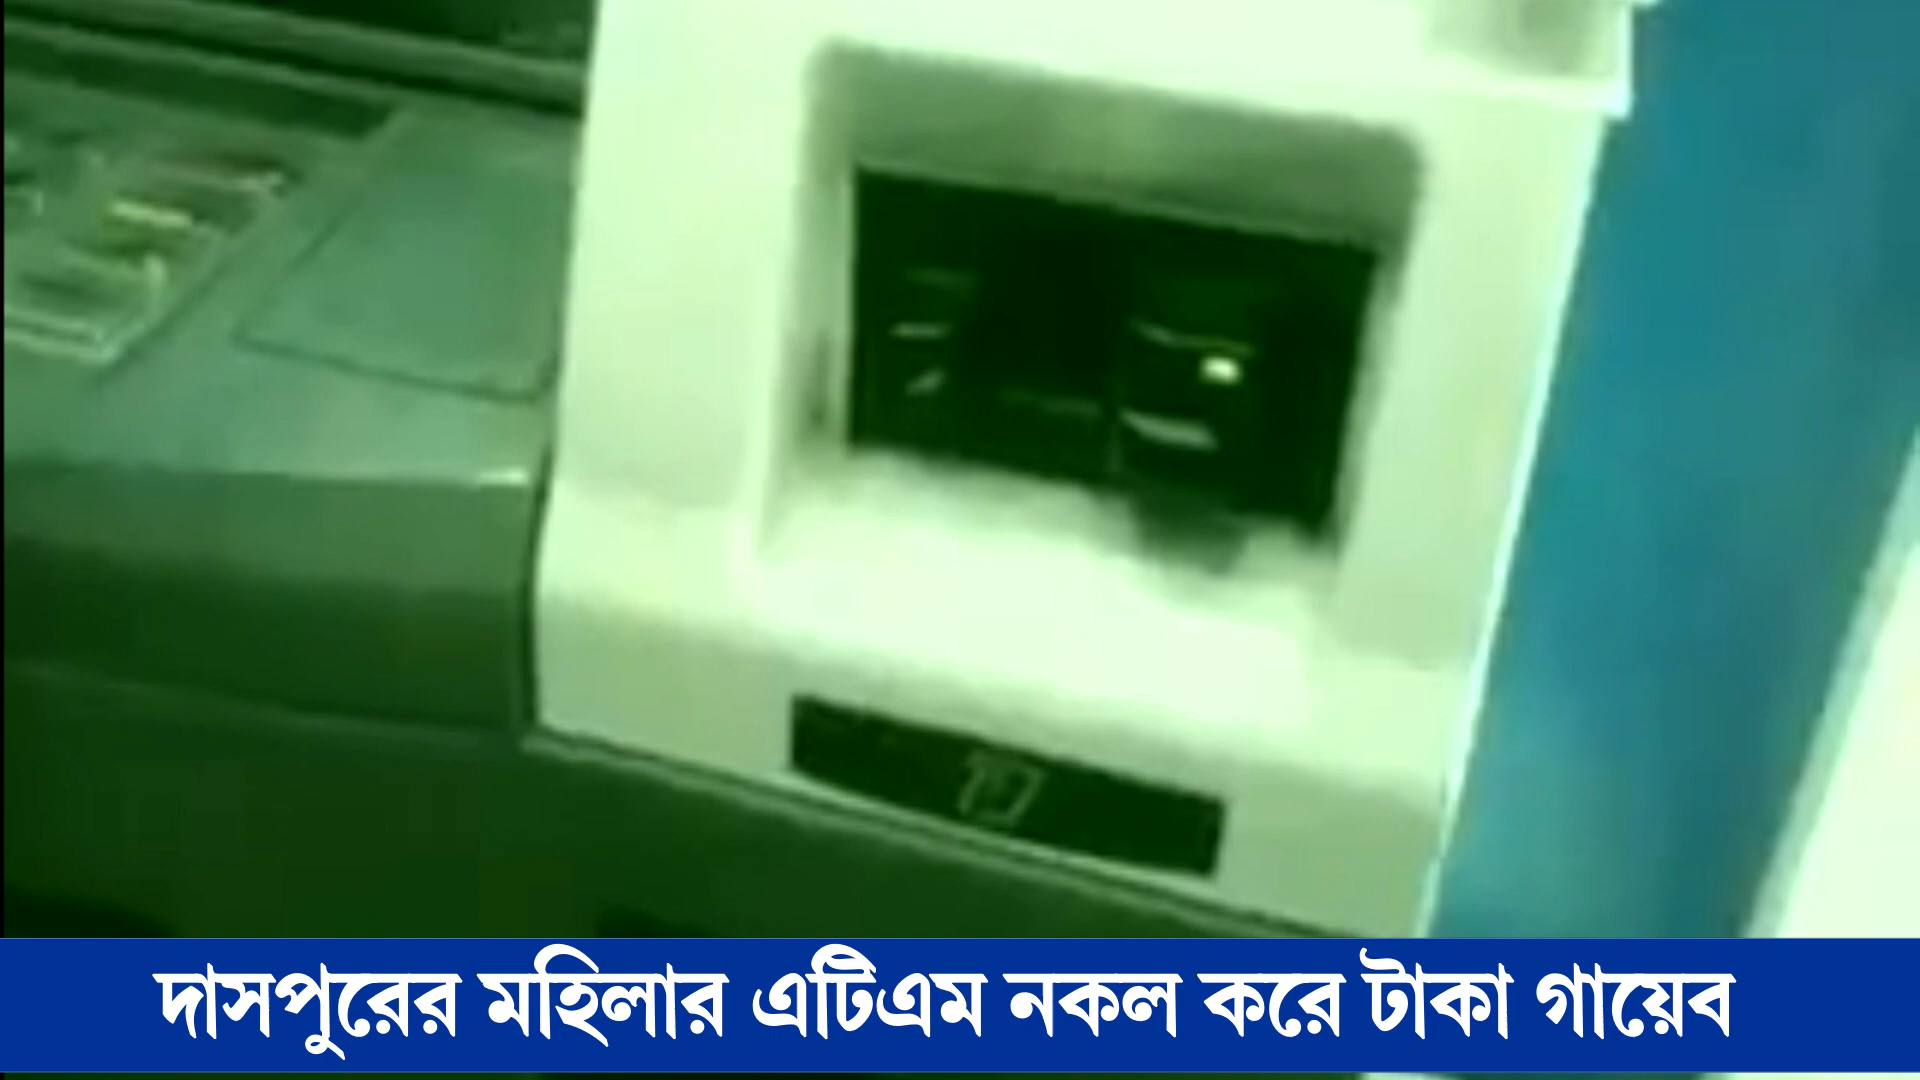 দাসপুরের মহিলার এটিএম নকল করে টাকা গায়েব